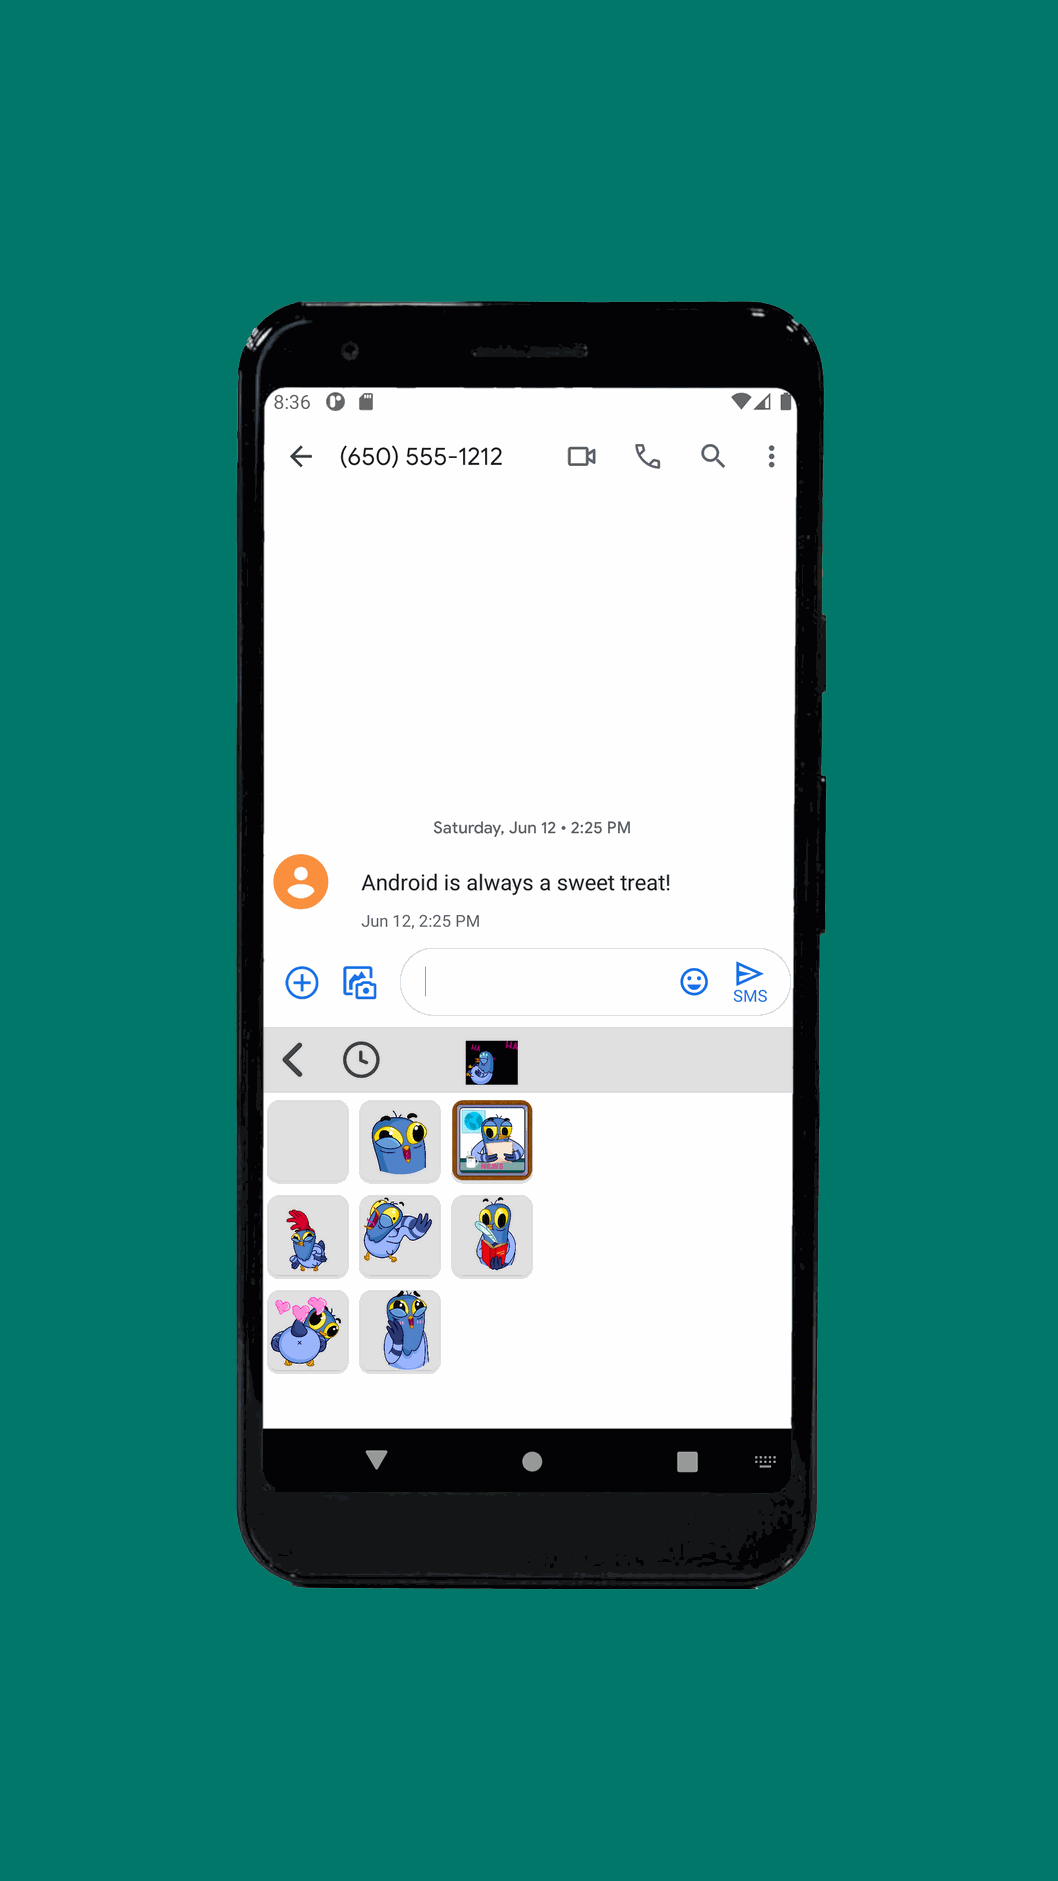 8:36
(650) 555-1212
Saturday, Jun 12 • 2:25 PM
Android is always a sweet treat!
Jun 12, 2:25 PM
SMS
HA HA
NEWS